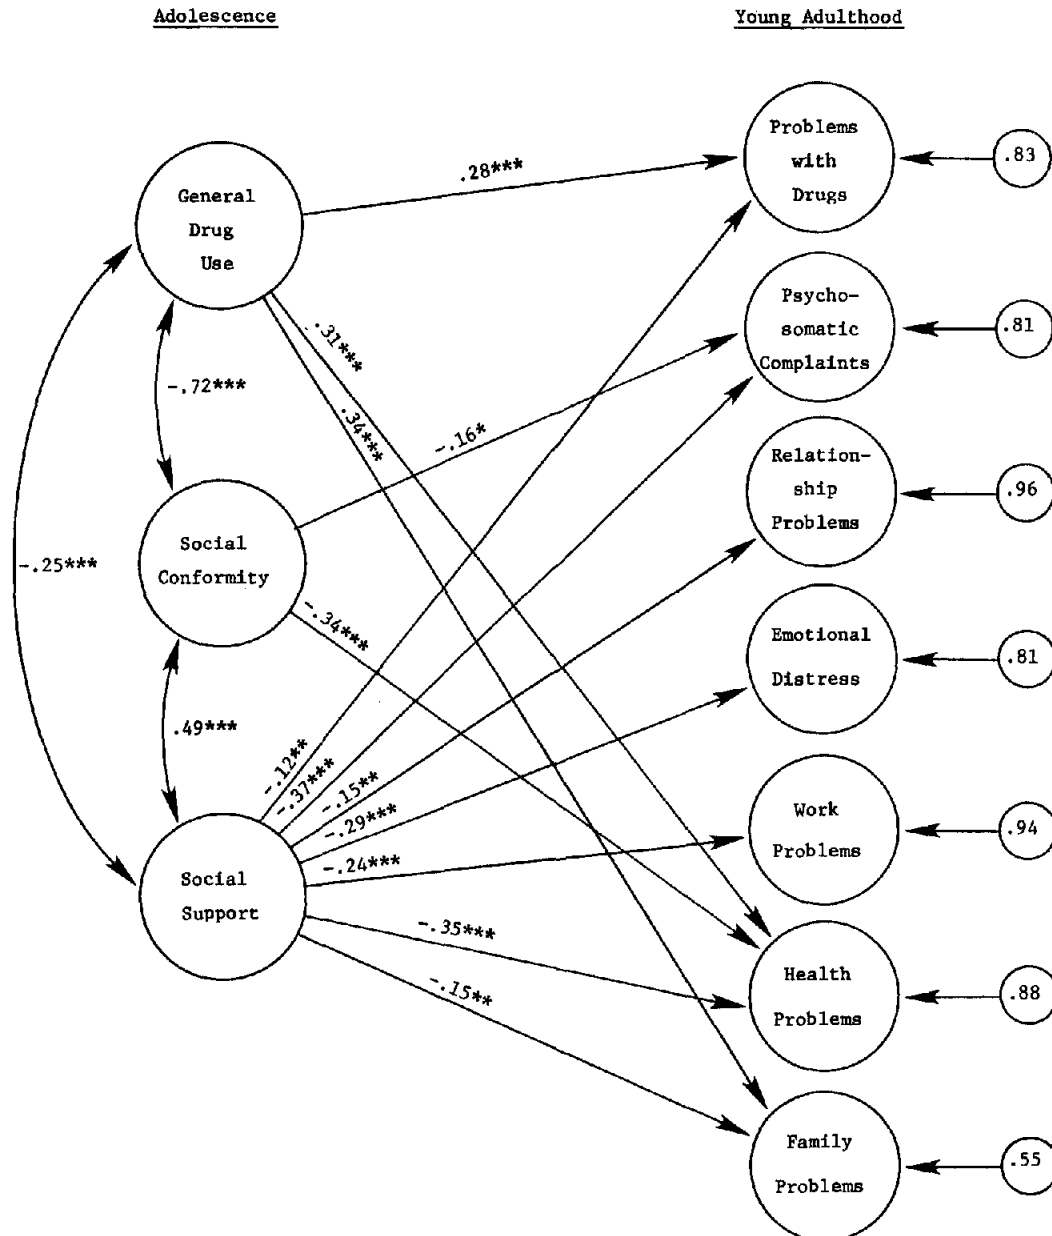 Adolescence
Young Adulthood
General
Drug
Use
Social
Conformity
Social
Support
Problems
with
Drugs
Psycho-
somatic
Complaints
Relation-
ship
Problems
Emotional
Distress
Work
Problems
Health
Problems
Family
Problems
.83
.81
.96
.81
.94
.88
.55
-.72***
-.25***
.49***
.28***
.31***
.34***
-.16*
-.34***
-.12**
-.37***
-.15**
-.29***
-.24***
-.35***
-.15**